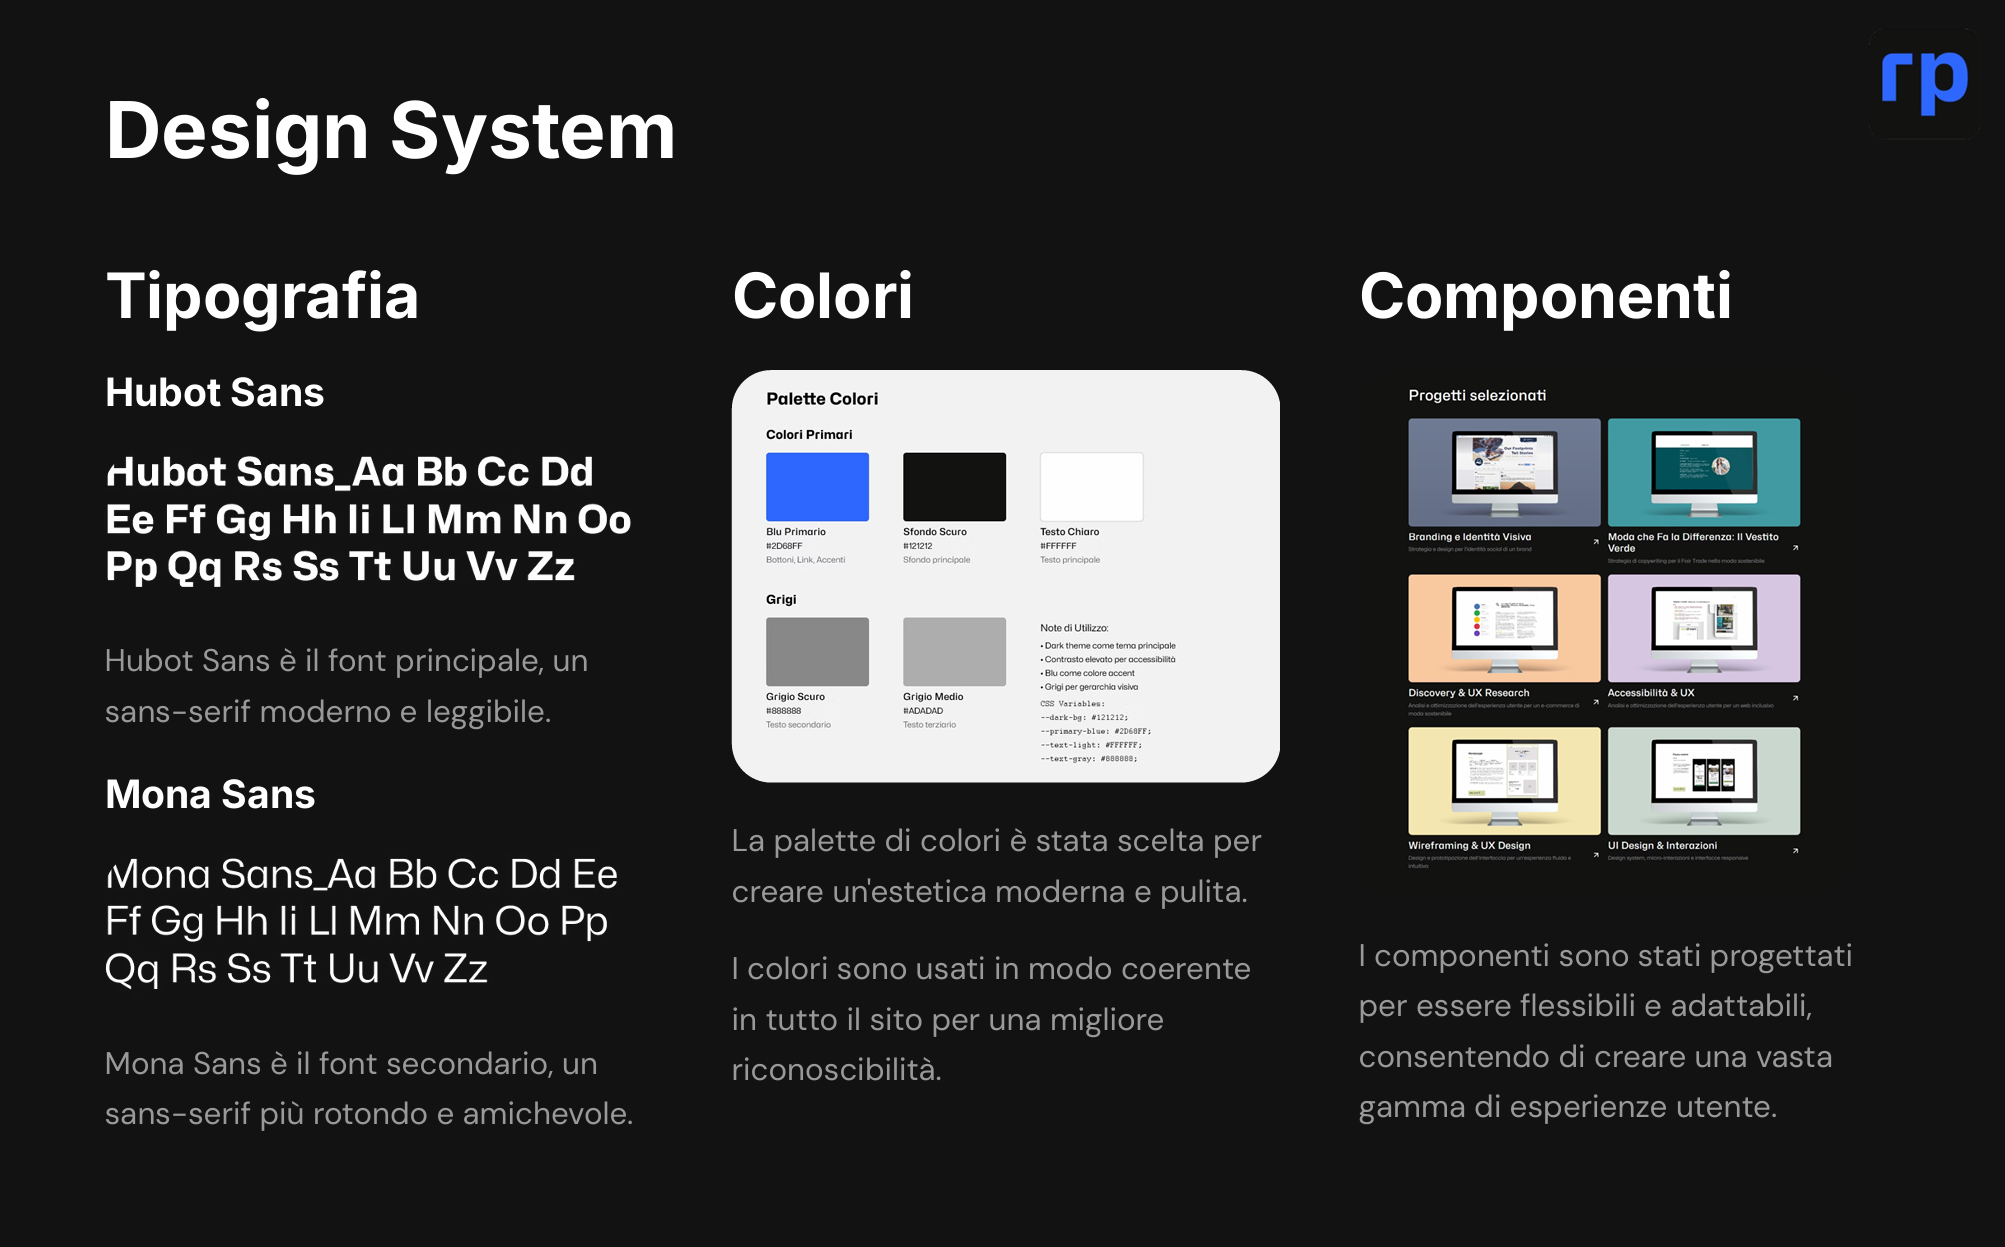 rp
Design System
Tipografia
Hubot Sans
Hubot Sans_Aa Bb Cc Dd
Ee Ff Gg Hh Ii Ll Mm Nn Oo
Pp Qq Rs Ss Tt Uu Vv Zz
Hubot Sans è il font principale, un
sans-serif moderno e leggibile.
Mona Sans
Mona Sans_Aa Bb Cc Dd Ee
Ff Gg Hh Ii Ll Mm Nn Oo Pp
Qq Rs Ss Tt Uu Vv Zz
Mona Sans è il font secondario, un
sans-serif più rotondo e amichevole.
Colori
Palette Colori
Colori Primari
Blu Primario
#2D68FF
Bottoni, Link, Accenti
Sfondo Scuro
#121212
Sfondo principale
Testo Chiaro
#FFFFFF
Testo principale
Grigi
Grigio Scuro
#888888
Testo secondario
Grigio Medio
#ADADAD
Testo terziario
Note di Utilizzo:
• Dark theme come tema principale
• Contrasto elevato per accessibilità
• Blu come colore accent
• Grigi per gerarchia visiva
CSS Variables:
--dark-bg: #121212;
--primary-blue: #2D68FF;
--text-light: #FFFFFF;
--text-gray: #888888;
La palette di colori è stata scelta per
creare un'estetica moderna e pulita.
I colori sono usati in modo coerente
in tutto il sito per una migliore
riconoscibilità.
Componenti
Progetti selezionati
Our Footprints
Tell Stories
Branding e Identità Visiva
Strategia e design per l'identità social di un brand
Moda che Fa la Differenza: Il Vestito
Verde
Strategia di copywriting per il Fair Trade nella moda sostenibile
Discovery & UX Research
Analisi e ottimizzazione dell'esperienza utente per un e-commerce di
moda sostenibile
Accessibilità & UX
Analisi e ottimizzazione dell'esperienza utente per un web inclusivo
Wireframing & UX Design
Design e prototipazione dell'interfaccia per un'esperienza fluida e
intuitiva
UI Design & Interazioni
Design system, micro-interazioni e interfacce responsive
I componenti sono stati progettati
per essere flessibili e adattabili,
consentendo di creare una vasta
gamma di esperienze utente.